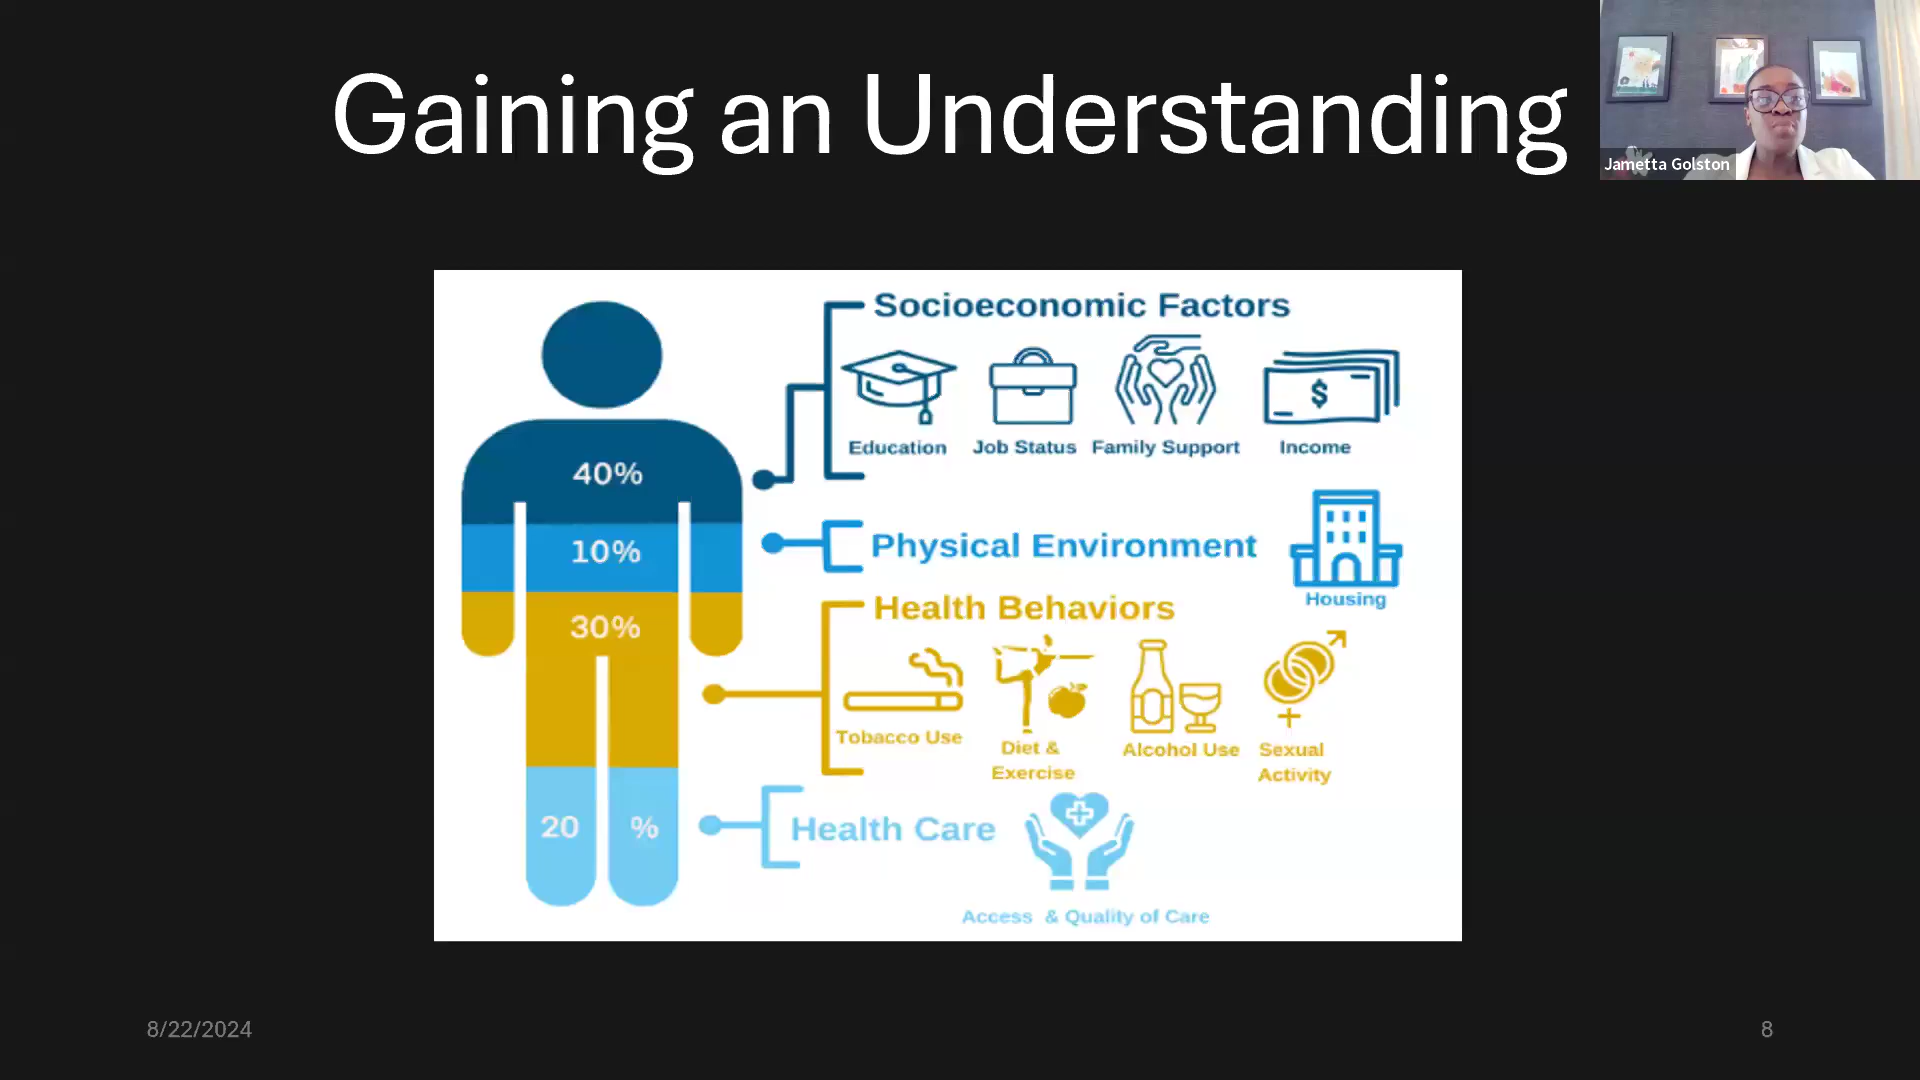 Gaining an Understanding
Jametta Golston
Socioeconomic Factors
$
Education Job Status Family Support Income
40%
10%
Physical Environment
Housing
30%
Health Behaviors
Tobacco Use
Diet &
Exercise
Alcohol Use
Sexual
Activity
20 %
Health Care
Access & Quality of Care
8/22/2024
8